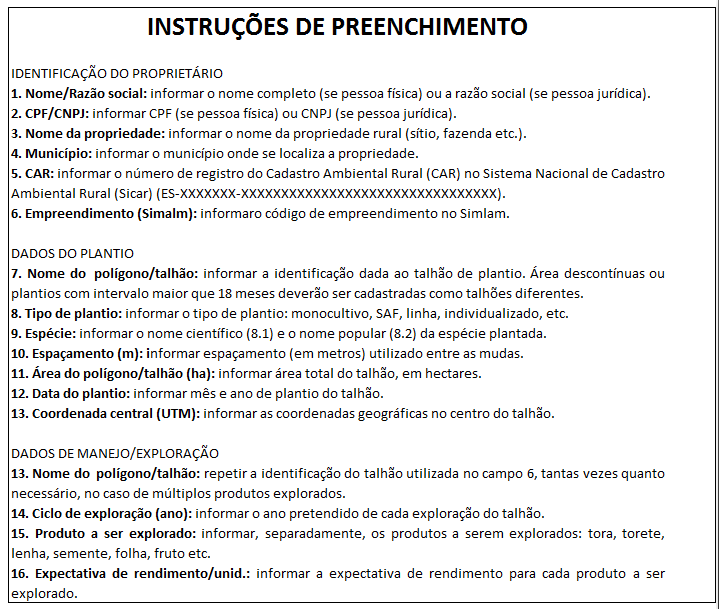 INSTRUÇÕES DE PREENCHIMENTO
IDENTIFICAÇÃO DO PROPRIETÁRIO
1. Nome/Razão social: informar o nome completo (se pessoa física) ou a razão social (se pessoa jurídica).
2. CPF/CNPJ: informar CPF (se pessoa física) ou CNPJ (se pessoa jurídica).
3. Nome da propriedade: informar o nome da propriedade rural (sítio, fazenda etc.).
4. Município: informar o município onde se localiza a propriedade.
5. CAR: informar o número de registro do Cadastro Ambiental Rural (CAR) no Sistema Nacional de Cadastro
Ambiental Rural (Sicar) (ES-XXXXXXX-XXXXXXXXXXXXXXXXXXXXXXXXXXXXXXXX).
6. Empreendimento (Simalm): informaro código de empreendimento no Simlam.
DADOS DO PLANTIO
7. Nome do polígono/talhão: informar a identificação dada ao talhão de plantio. Área descontínuas ou
plantios com intervalo maior que 18 meses deverão ser cadastradas como talhões diferentes.
8. Tipo de plantio: informar o tipo de plantio: monocultivo, SAF, linha, individualizado, etc.
9. Espécie: informar o nome científico (8.1) e o nome popular (8.2) da espécie plantada.
10. Espaçamento (m): informar espaçamento (em metros) utilizado entre as mudas.
11. Área do polígono/talhão (ha): informar área total do talhão, em hectares.
12. Data do plantio: informar mês e ano de plantio do talhão.
13. Coordenada central (UTM): informar as coordenadas geográficas no centro do talhão.
DADOS DE MANEJO/EXPLORAÇÃO
13. Nome do polígono/talhão: repetir a identificação do talhão utilizada no campo 6, tantas vezes quanto
necessário, no caso de múltiplos produtos explorados.
14. Ciclo de exploração (ano): informar o ano pretendido de cada exploração do talhão.
15. Produto a ser explorado: informar, separadamente, os produtos a serem explorados: tora, torete,
lenha, semente, folha, fruto etc.
16. Expectativa de rendimento/unid.: informar a expectativa de rendimento para cada produto a ser
explorado.